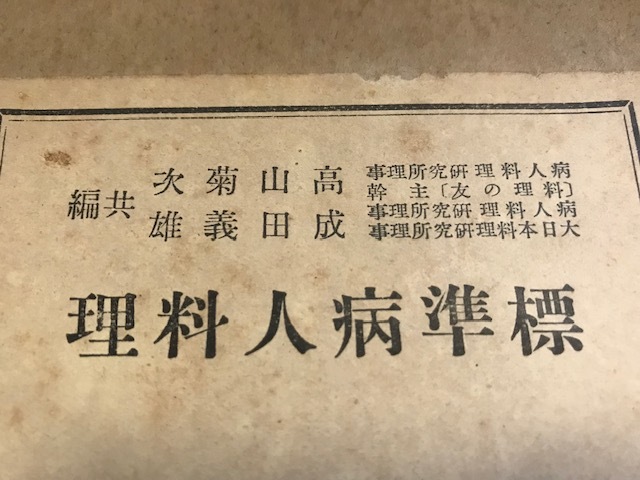 病人料理研究所理事
〔料理の友〕主幹
高山菊次
病人料理研究所理事
大日本料理研究所理事
成田義雄
共編
標準病人料理